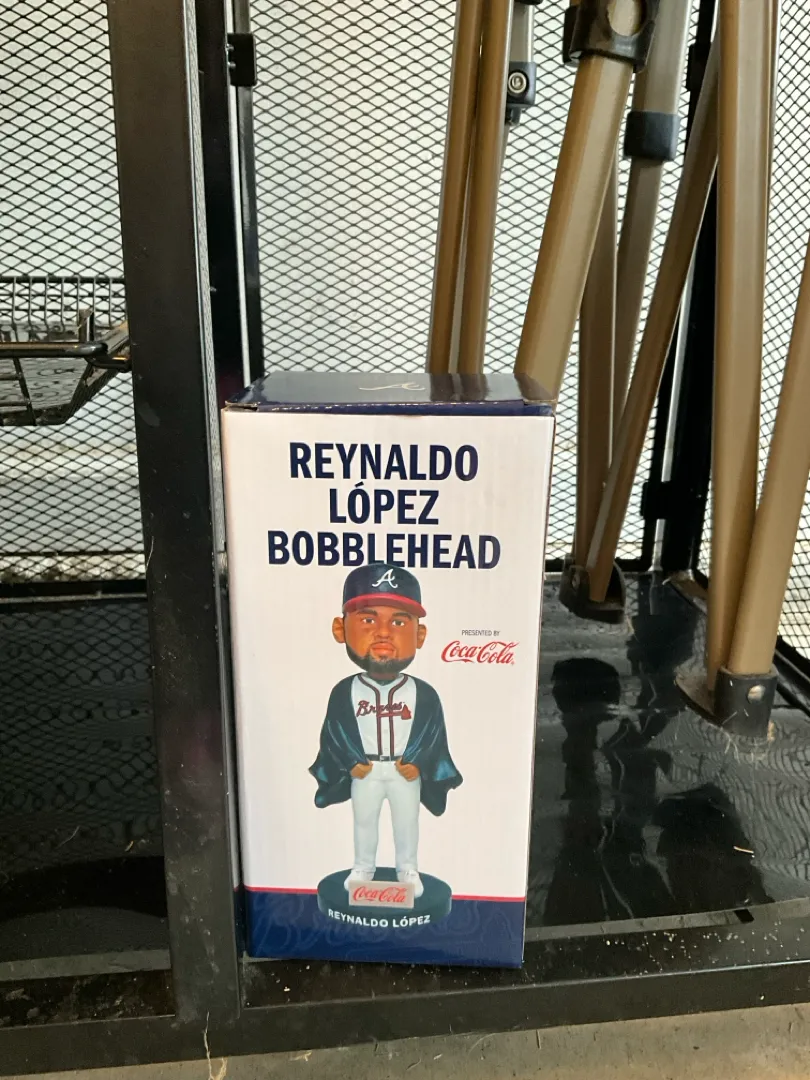 REYNALDO
LÓPEZ
BOBBLEHEAD
A
PRESENTED BY
Coca-Cola
Braves
Coca-Cola
REYNALDO LÓPEZ